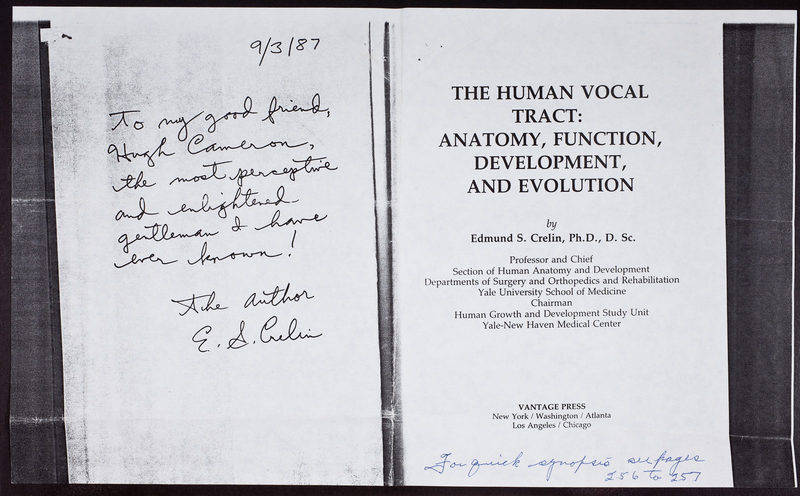 9/3/87
To my good friend,
Hugh Cameron,
the most perceptive
and enlightened
gentleman I have
ever known!
The author
E. S. Crelin
THE HUMAN VOCAL
TRACT:
ANATOMY, FUNCTION,
DEVELOPMENT,
AND EVOLUTION
by
Edmund S. Crelin, Ph.D., D. Sc.
Professor and Chief
Section of Human Anatomy and Development
Departments of Surgery and Orthopedics and Rehabilitation
Yale University School of Medicine
Chairman
Human Growth and Development Study Unit
Yale-New Haven Medical Center
VANTAGE PRESS
New York / Washington / Atlanta
Los Angeles / Chicago
For quick synopsis see pages
256 to 257